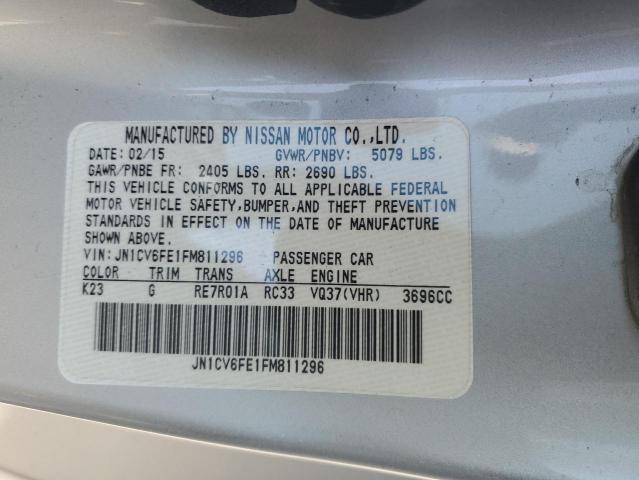 MANUFACTURED BY NISSAN MOTOR CO.,LTD.
DATE: 02/15 GVWR/PNBV: 5079 LBS.
GAWR/PNBE FR: 2405 LBS. RR: 2690 LBS.
THIS VEHICLE CONFORMS TO ALL APPLICABLE FEDERAL
MOTOR VEHICLE SAFETY,BUMPER,AND THEFT PREVENTION
STANDARDS IN EFFECT ON THE DATE OF MANUFACTURE
SHOWN ABOVE.
VIN: JN1CV6FE1FM811296 PASSENGER CAR
COLOR TRIM TRANS AXLE ENGINE
K23 G RE7R01A RC33 VQ37(VHR) 3696CC
JN1CV6FE1FM811296